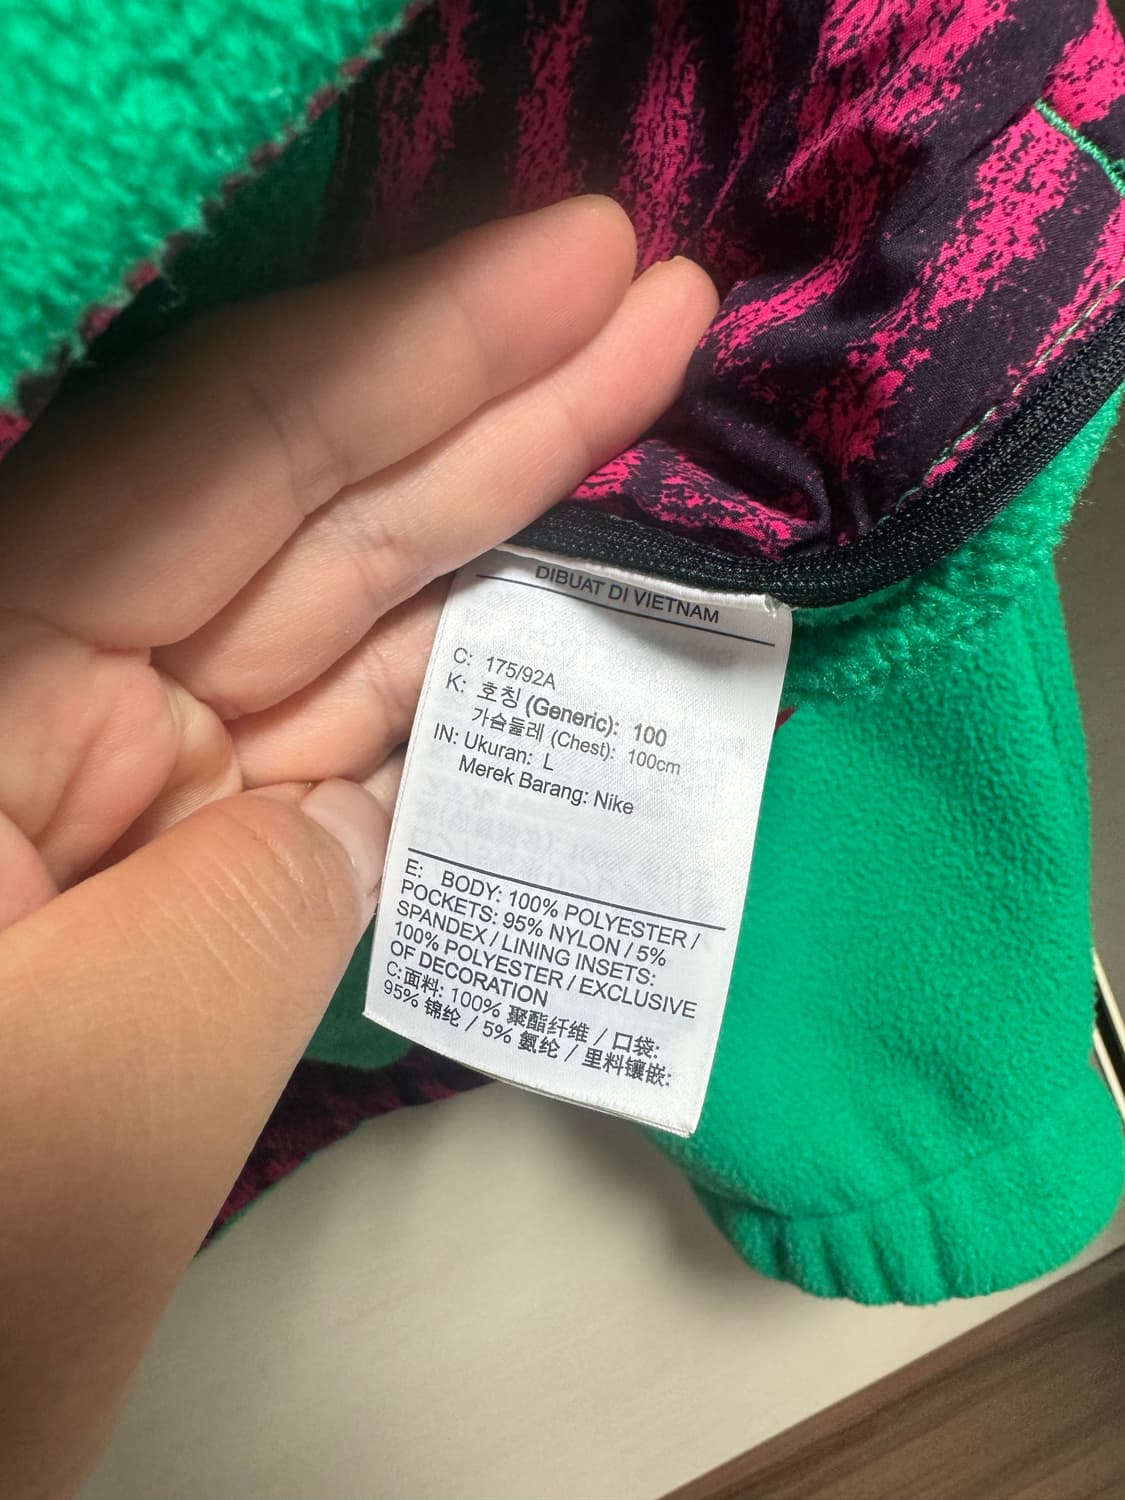 DIBUAT DI VIETNAM
C: 175/92A
K: 호칭 (Generic): 100
가슴둘레 (Chest): 100cm
IN: Ukuran: L
Merek Barang: Nike
E: BODY: 100% POLYESTER /
POCKETS: 95% NYLON / 5%
SPANDEX / LINING INSETS:
100% POLYESTER / EXCLUSIVE
OF DECORATION
C:面料: 100% 聚酯纤维 / 口袋:
95% 锦纶 / 5% 氨纶 / 里料镶嵌: